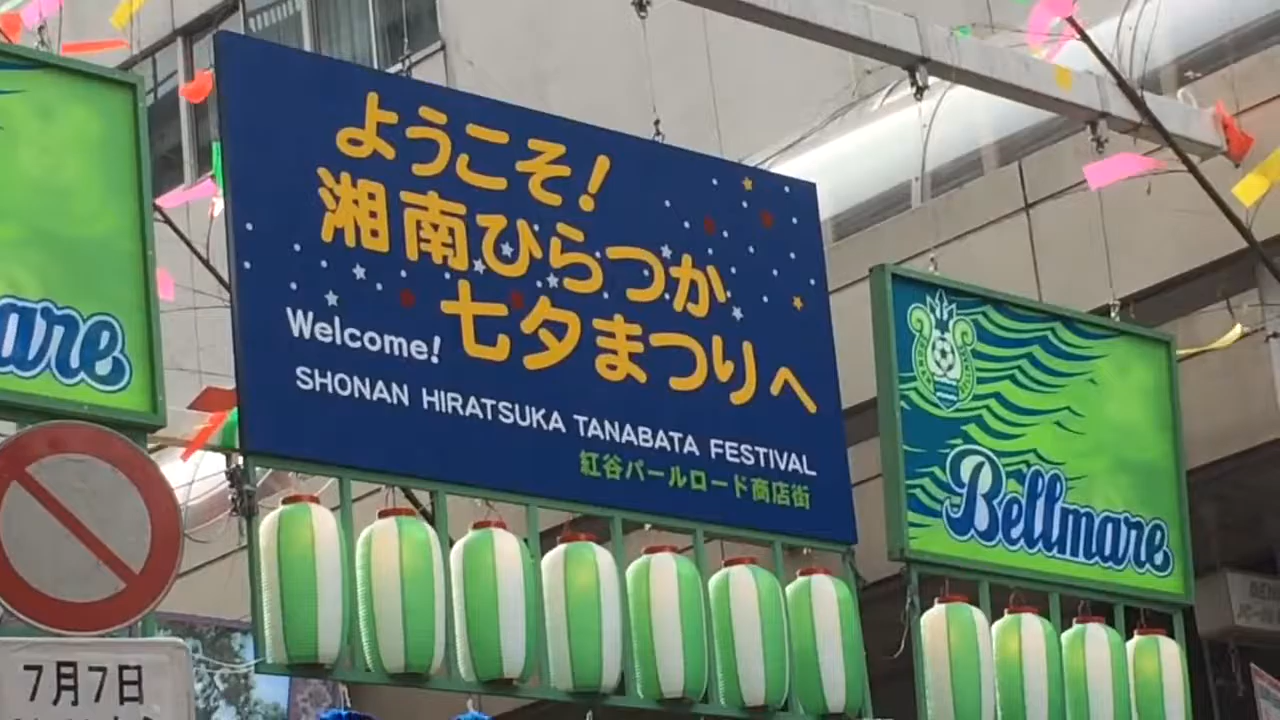 ようこそ!
湘南ひらつか
Welcome! 七夕まつりへ
SHONAN HIRATSUKA TANABATA FESTIVAL
紅谷パールロード商店街
Bellmare
are
7月7日